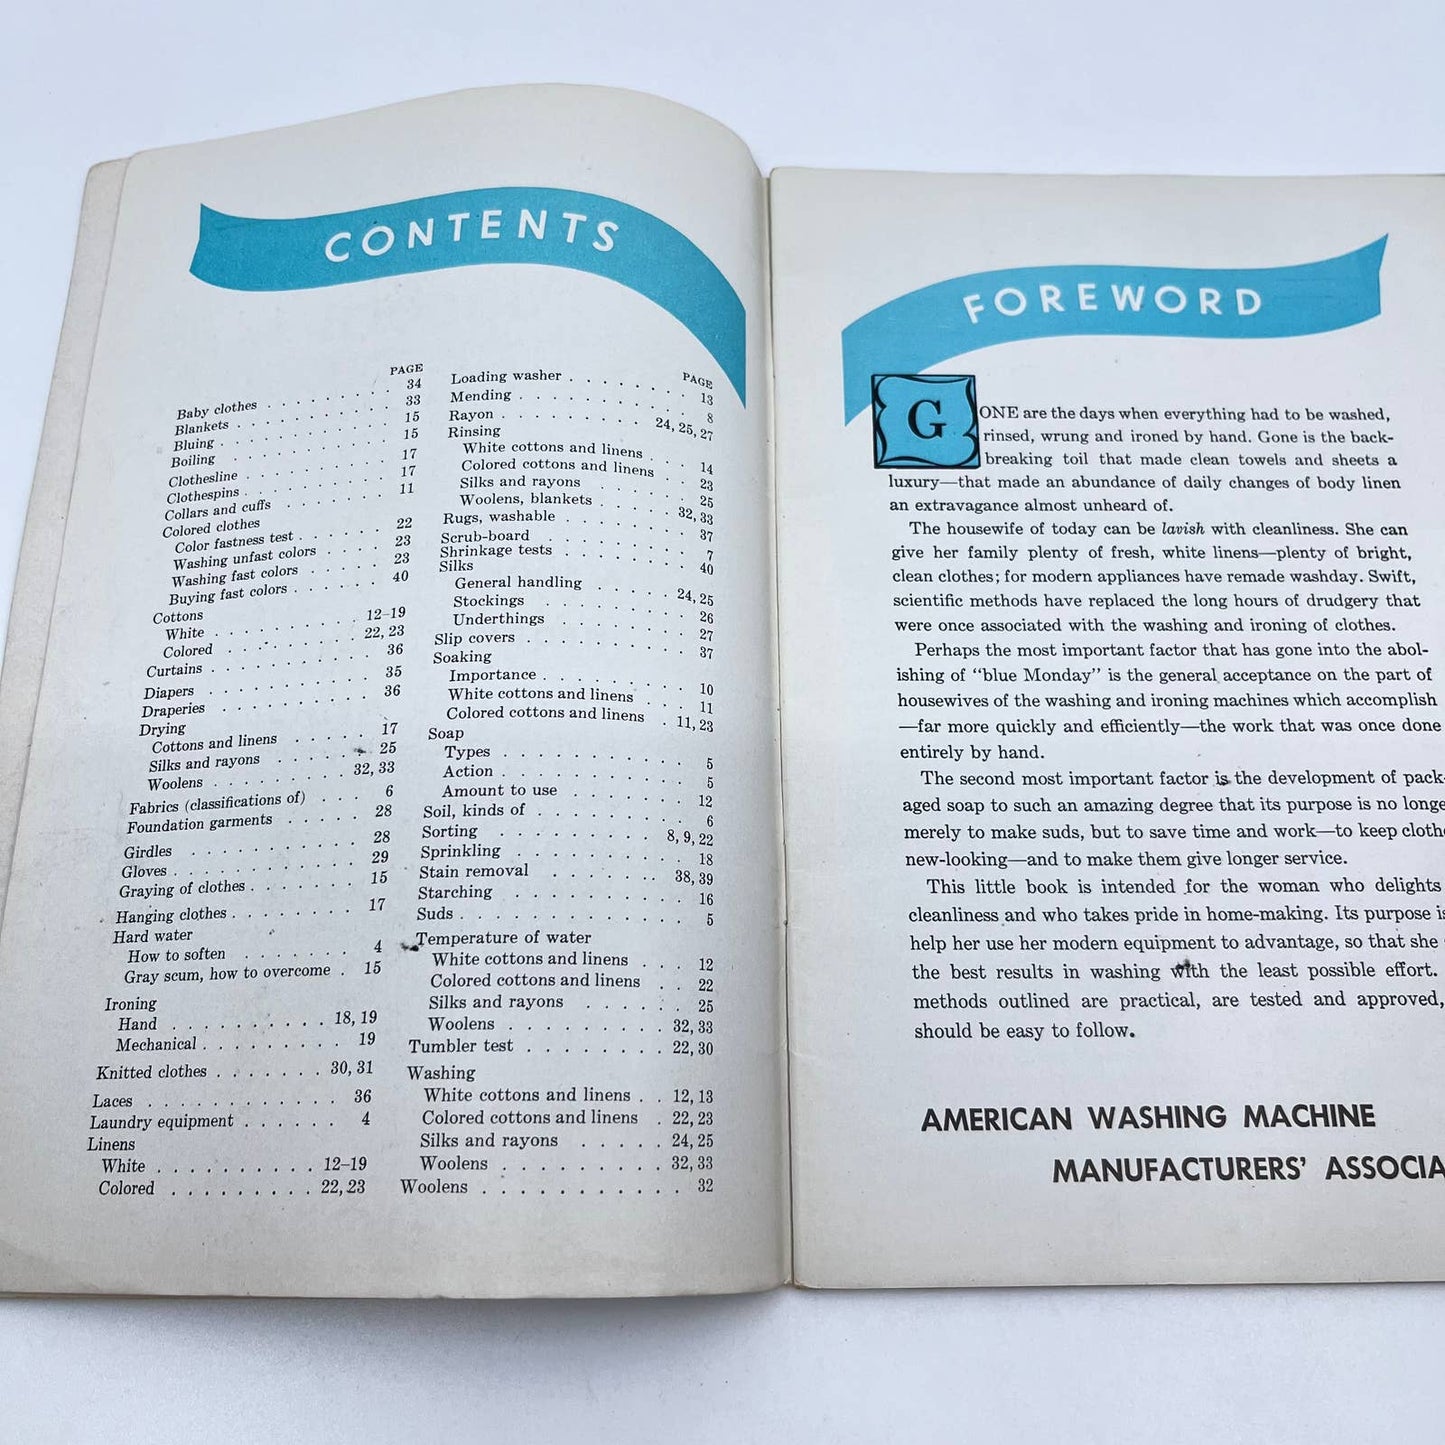 CONTENTS
PAGE
Baby clothes . . . . . . . . 34
Blankets . . . . . . . . . . 33
Bluing . . . . . . . . . . . 15
Boiling . . . . . . . . . . . 15
Clothesline . . . . . . . . . 17
Clothespins . . . . . . . . . 17
Collars and cuffs . . . . . . 11
Colored clothes
Color fastness test . . . . . 22
Washing unfast colors . . . . 23
Washing fast colors . . . . . 23
Buying fast colors . . . . . 40
Cottons
White . . . . . . . . . 12–19
Colored . . . . . . . . 22, 23
Curtains . . . . . . . . . . 36
Diapers . . . . . . . . . . 35
Draperies . . . . . . . . . 36
Drying
Cottons and linens . . . . . 17
Silks and rayons . . . . . . 25
Woolens . . . . . . . . 32, 33
Fabrics (classifications of) . . . 6
Foundation garments . . . . . 28
Girdles . . . . . . . . . . 28
Gloves . . . . . . . . . . . 29
Graying of clothes . . . . . . 15
Hanging clothes . . . . . . . 17
Hard water
How to soften . . . . . . . 4
Gray scum, how to overcome . 15
Ironing
Hand . . . . . . . . . . 18, 19
Mechanical . . . . . . . . . 19
Knitted clothes . . . . . . . 30, 31
Laces . . . . . . . . . . . . 36
Laundry equipment . . . . . . 4
Linens
White . . . . . . . . . . 12–19
Colored . . . . . . . . . 22, 23
PAGE
Loading washer . . . . . . . 13
Mending . . . . . . . . . . 8
Rayon . . . . . . . . 24, 25, 27
Rinsing
White cottons and linens . . . 14
Colored cottons and linens . . 23
Silks and rayons . . . . . . 25
Woolens, blankets . . . . 32, 33
Rugs, washable . . . . . . . 37
Scrub-board . . . . . . . . 7
Shrinkage tests . . . . . . . 40
Silks
General handling . . . . . 24, 25
Stockings . . . . . . . . . 26
Underthings . . . . . . . . 27
Slip covers . . . . . . . . . 37
Soaking
Importance . . . . . . . . . 10
White cottons and linens . . . 11
Colored cottons and linens . 11, 23
Soap
Types . . . . . . . . . . . 5
Action . . . . . . . . . . . 5
Amount to use . . . . . . . 12
Soil, kinds of . . . . . . . . 6
Sorting . . . . . . . . . 8, 9, 22
Sprinkling . . . . . . . . . 18
Stain removal . . . . . . . 38, 39
Starching . . . . . . . . . . 16
Suds . . . . . . . . . . . . 5
Temperature of water
White cottons and linens . . . 12
Colored cottons and linens . . 22
Silks and rayons . . . . . . 25
Woolens . . . . . . . . . 32, 33
Tumbler test . . . . . . . . 22, 30
Washing
White cottons and linens . . 12, 13
Colored cottons and linens . 22, 23
Silks and rayons . . . . . 24, 25
Woolens . . . . . . . . . 32, 33
Woolens . . . . . . . . . . . 32
FOREWORD
GONE are the days when everything had to be washed,
rinsed, wrung and ironed by hand. Gone is the back-
breaking toil that made clean towels and sheets a
luxury—that made an abundance of daily changes of body linen
an extravagance almost unheard of.
The housewife of today can be lavish with cleanliness. She can
give her family plenty of fresh, white linens—plenty of bright,
clean clothes; for modern appliances have remade washday. Swift,
scientific methods have replaced the long hours of drudgery that
were once associated with the washing and ironing of clothes.
Perhaps the most important factor that has gone into the abol-
ishing of "blue Monday" is the general acceptance on the part of
housewives of the washing and ironing machines which accomplish
—far more quickly and efficiently—the work that was once done
entirely by hand.
The second most important factor is the development of pack-
aged soap to such an amazing degree that its purpose is no longe
merely to make suds, but to save time and work—to keep cloth
new-looking—and to make them give longer service.
This little book is intended for the woman who delights
cleanliness and who takes pride in home-making. Its purpose is
help her use her modern equipment to advantage, so that she
the best results in washing with the least possible effort.
methods outlined are practical, are tested and approved,
should be easy to follow.
AMERICAN WASHING MACHINE
MANUFACTURERS' ASSOCIA